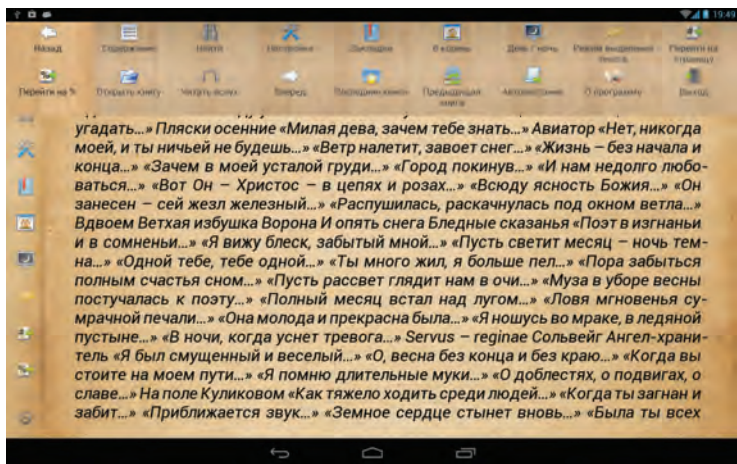 19:49
Назад Содержание Найти Настройки Закладки В корень День / ночь Режим выделения текста Перейти на страницу
Перейти на % Открыть книгу Читать вслух Вперед Последние книги Предыдущая книга Автолистание О программе Выход
угадать...» Пляски осенние «Милая дева, зачем тебе знать...» Авиатор «Нет, никогда
моей, и ты ничьей не будешь...» «Ветр налетит, завоет снег...» «Жизнь – без начала и
конца...» «Зачем в моей усталой груди...» «Город покинув...» «И нам недолго любо-
ваться...» «Вот Он – Христос – в цепях и розах...» «Всюду ясность Божия...» «Он
занесен – сей жезл железный...» «Распушилась, раскачнулась под окном ветла...»
Вдвоем Ветхая избушка Ворона И опять снега Бледные сказанья «Поэт в изгнаньи
и в сомненьи...» «Я вижу блеск, забытый мной...» «Пусть светит месяц – ночь тем-
на...» «Одной тебе, тебе одной...» «Ты много жил, я больше пел...» «Пора забыться
полным счастья сном...» «Пусть рассвет глядит нам в очи...» «Муза в уборе весны
постучалась к поэту...» «Полный месяц встал над лугом...» «Ловя мгновенья су-
мрачной печали...» «Она молода и прекрасна была...» «Я ношусь во мраке, в ледяной
пустыне...» «В ночи, когда уснет тревога...» Servus – reginae Сольвейг Ангел-храни-
тель «Я был смущенный и веселый...» «О, весна без конца и без краю...» «Когда вы
стоите на моем пути...» «Я помню длительные муки...» «О доблестях, о подвигах, о
славе...» На поле Куликовом «Как тяжело ходить среди людей...» «Когда ты загнан и
забит...» «Приближается звук...» «Земное сердце стынет вновь...» «Была ты всех